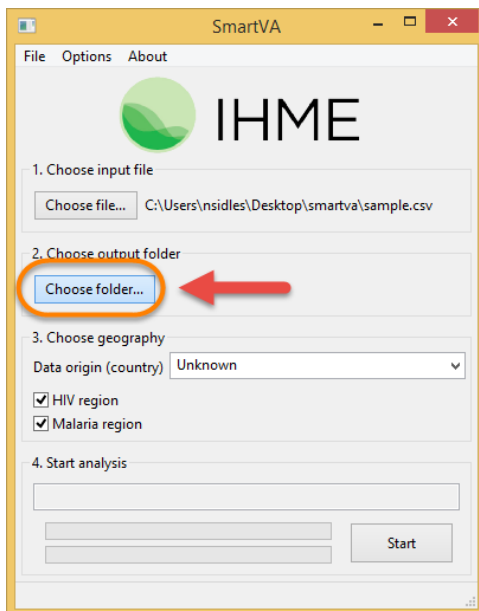 SmartVA
File Options About
IHME
1. Choose input file
Choose file... C:\Users\nsidles\Desktop\smartva\sample.csv
2. Choose output folder
Choose folder...
3. Choose geography
Data origin (country) Unknown
HIV region
Malaria region
4. Start analysis
Start